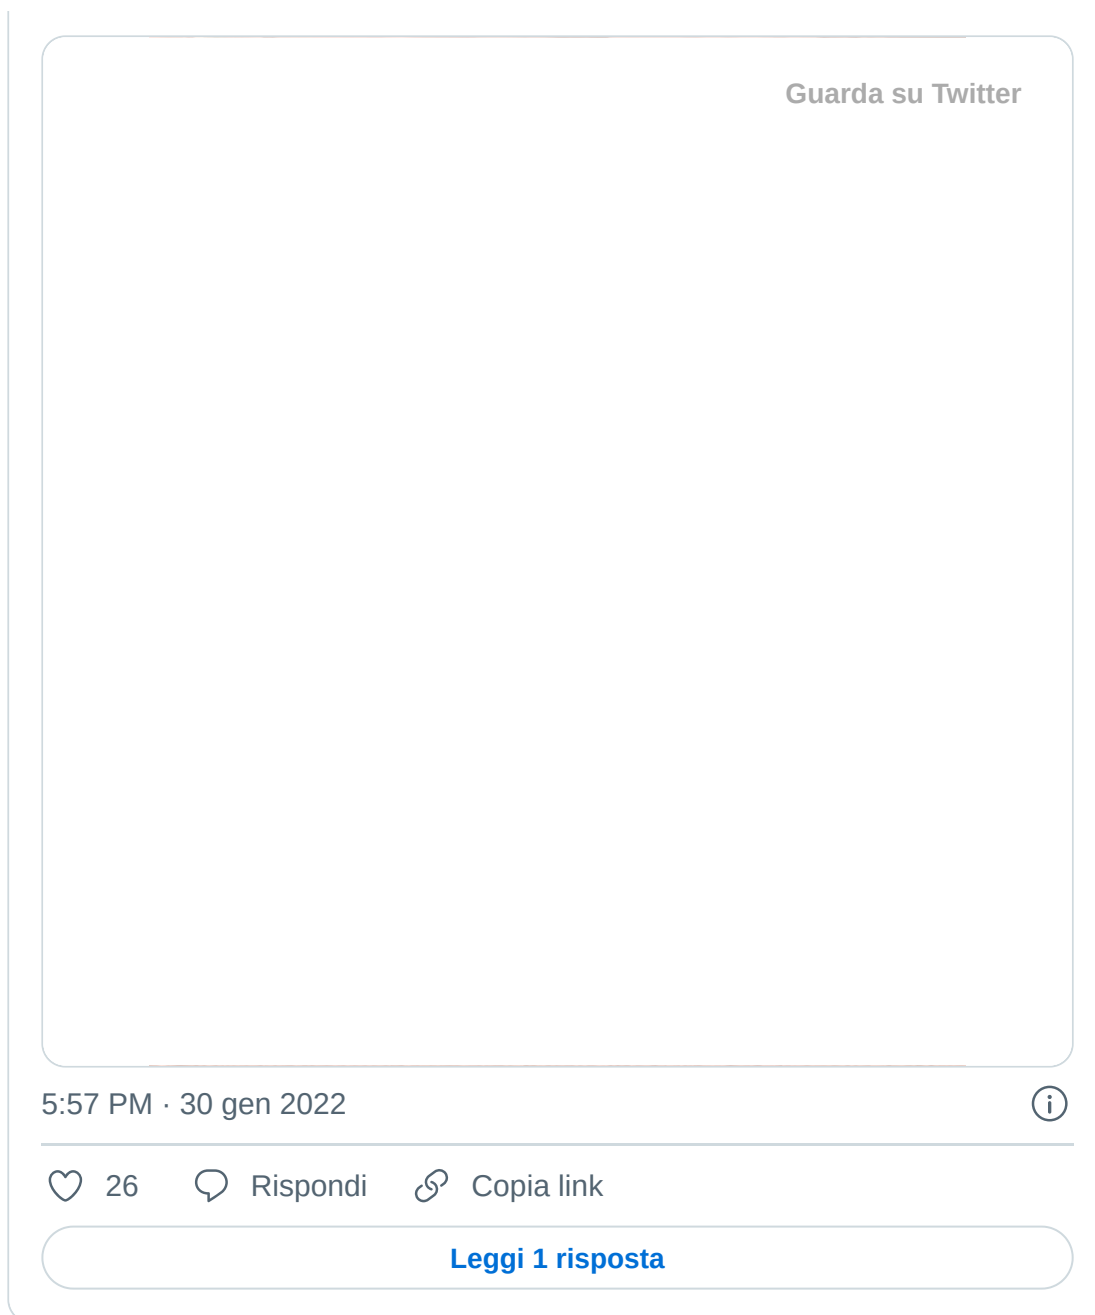 Guarda su Twitter
5:57 PM · 30 gen 2022
26 Rispondi Copia link
Leggi 1 risposta